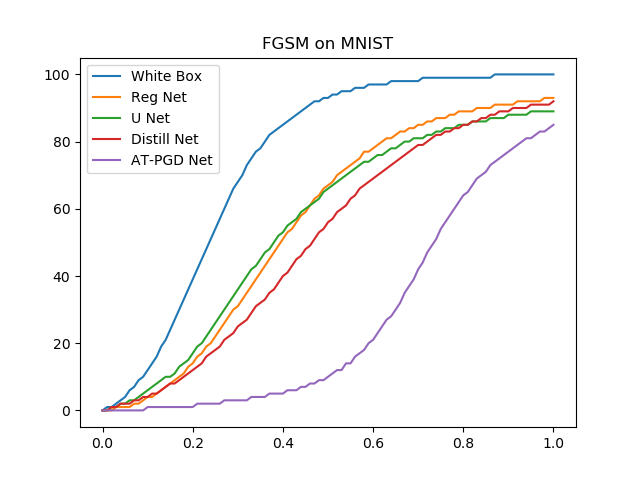 FGSM on MNIST
100
80
60
40
20
0
White Box
Reg Net
U Net
Distill Net
AT-PGD Net
0.0 0.2 0.4 0.6 0.8 1.0